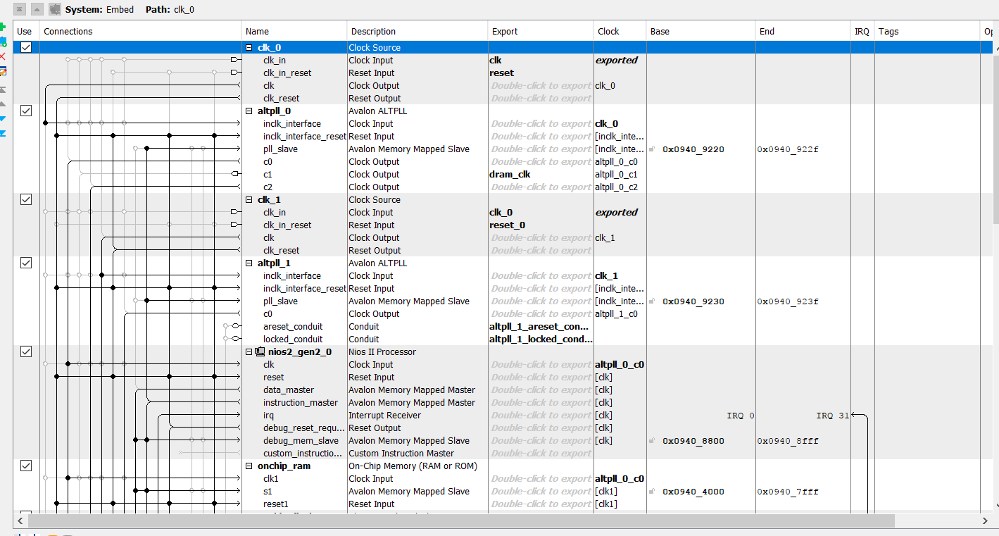 System: Embed Path: clk_0
Use Connections Name Description Export Clock Base End IRQ Tags
clk_0 Clock Source
clk_in Clock Input clk exported
clk_in_reset Reset Input reset
clk Clock Output Double-click to export clk_0
clk_reset Reset Output Double-click to export
altpll_0 Avalon ALTPLL
inclk_interface Clock Input Double-click to export clk_0
inclk_interface_reset Reset Input Double-click to export [inclk_inte...
pll_slave Avalon Memory Mapped Slave Double-click to export [inclk_inte... 0x0940_9220 0x0940_922f
c0 Clock Output Double-click to export altpll_0_c0
c1 Clock Output dram_clk altpll_0_c1
c2 Clock Output Double-click to export altpll_0_c2
clk_1 Clock Source
clk_in Clock Input clk_0 exported
clk_in_reset Reset Input reset_0
clk Clock Output Double-click to export clk_1
clk_reset Reset Output Double-click to export
altpll_1 Avalon ALTPLL
inclk_interface Clock Input Double-click to export clk_1
inclk_interface_reset Reset Input Double-click to export [inclk_inte...
pll_slave Avalon Memory Mapped Slave Double-click to export [inclk_inte... 0x0940_9230 0x0940_923f
c0 Clock Output Double-click to export altpll_1_c0
areset_conduit Conduit altpll_1_areset_con...
locked_conduit Conduit altpll_1_locked_cond...
nios2_gen2_0 Nios II Processor
clk Clock Input Double-click to export altpll_0_c0
reset Reset Input Double-click to export [clk]
data_master Avalon Memory Mapped Master Double-click to export [clk]
instruction_master Avalon Memory Mapped Master Double-click to export [clk]
irq Interrupt Receiver Double-click to export [clk] IRQ 0 IRQ 31
debug_reset_requ... Reset Output Double-click to export [clk]
debug_mem_slave Avalon Memory Mapped Slave Double-click to export [clk] 0x0940_8800 0x0940_8fff
custom_instructio... Custom Instruction Master Double-click to export
onchip_ram On-Chip Memory (RAM or ROM)
clk1 Clock Input Double-click to export altpll_0_c0
s1 Avalon Memory Mapped Slave Double-click to export [clk1] 0x0940_4000 0x0940_7fff
reset1 Reset Input Double-click to export [clk1]